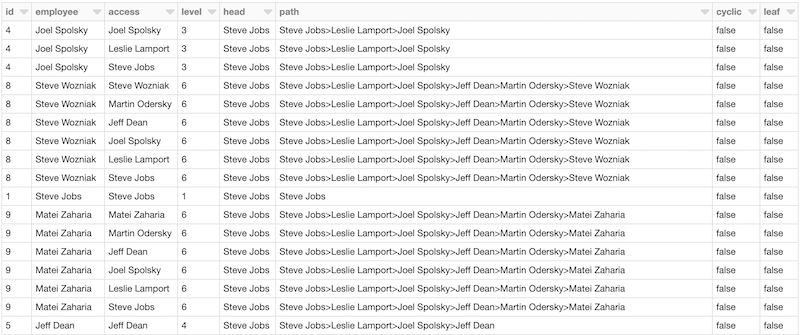 id employee access level head path cyclic leaf
4 Joel Spolsky Joel Spolsky 3 Steve Jobs Steve Jobs>Leslie Lamport>Joel Spolsky false false
4 Joel Spolsky Leslie Lamport 3 Steve Jobs Steve Jobs>Leslie Lamport>Joel Spolsky false false
4 Joel Spolsky Steve Jobs 3 Steve Jobs Steve Jobs>Leslie Lamport>Joel Spolsky false false
8 Steve Wozniak Steve Wozniak 6 Steve Jobs Steve Jobs>Leslie Lamport>Joel Spolsky>Jeff Dean>Martin Odersky>Steve Wozniak false false
8 Steve Wozniak Martin Odersky 6 Steve Jobs Steve Jobs>Leslie Lamport>Joel Spolsky>Jeff Dean>Martin Odersky>Steve Wozniak false false
8 Steve Wozniak Jeff Dean 6 Steve Jobs Steve Jobs>Leslie Lamport>Joel Spolsky>Jeff Dean>Martin Odersky>Steve Wozniak false false
8 Steve Wozniak Joel Spolsky 6 Steve Jobs Steve Jobs>Leslie Lamport>Joel Spolsky>Jeff Dean>Martin Odersky>Steve Wozniak false false
8 Steve Wozniak Leslie Lamport 6 Steve Jobs Steve Jobs>Leslie Lamport>Joel Spolsky>Jeff Dean>Martin Odersky>Steve Wozniak false false
8 Steve Wozniak Steve Jobs 6 Steve Jobs Steve Jobs>Leslie Lamport>Joel Spolsky>Jeff Dean>Martin Odersky>Steve Wozniak false false
1 Steve Jobs Steve Jobs 1 Steve Jobs Steve Jobs false false
9 Matei Zaharia Matei Zaharia 6 Steve Jobs Steve Jobs>Leslie Lamport>Joel Spolsky>Jeff Dean>Martin Odersky>Matei Zaharia false false
9 Matei Zaharia Martin Odersky 6 Steve Jobs Steve Jobs>Leslie Lamport>Joel Spolsky>Jeff Dean>Martin Odersky>Matei Zaharia false false
9 Matei Zaharia Jeff Dean 6 Steve Jobs Steve Jobs>Leslie Lamport>Joel Spolsky>Jeff Dean>Martin Odersky>Matei Zaharia false false
9 Matei Zaharia Joel Spolsky 6 Steve Jobs Steve Jobs>Leslie Lamport>Joel Spolsky>Jeff Dean>Martin Odersky>Matei Zaharia false false
9 Matei Zaharia Leslie Lamport 6 Steve Jobs Steve Jobs>Leslie Lamport>Joel Spolsky>Jeff Dean>Martin Odersky>Matei Zaharia false false
9 Matei Zaharia Steve Jobs 6 Steve Jobs Steve Jobs>Leslie Lamport>Joel Spolsky>Jeff Dean>Martin Odersky>Matei Zaharia false false
5 Jeff Dean Jeff Dean 4 Steve Jobs Steve Jobs>Leslie Lamport>Joel Spolsky>Jeff Dean false false